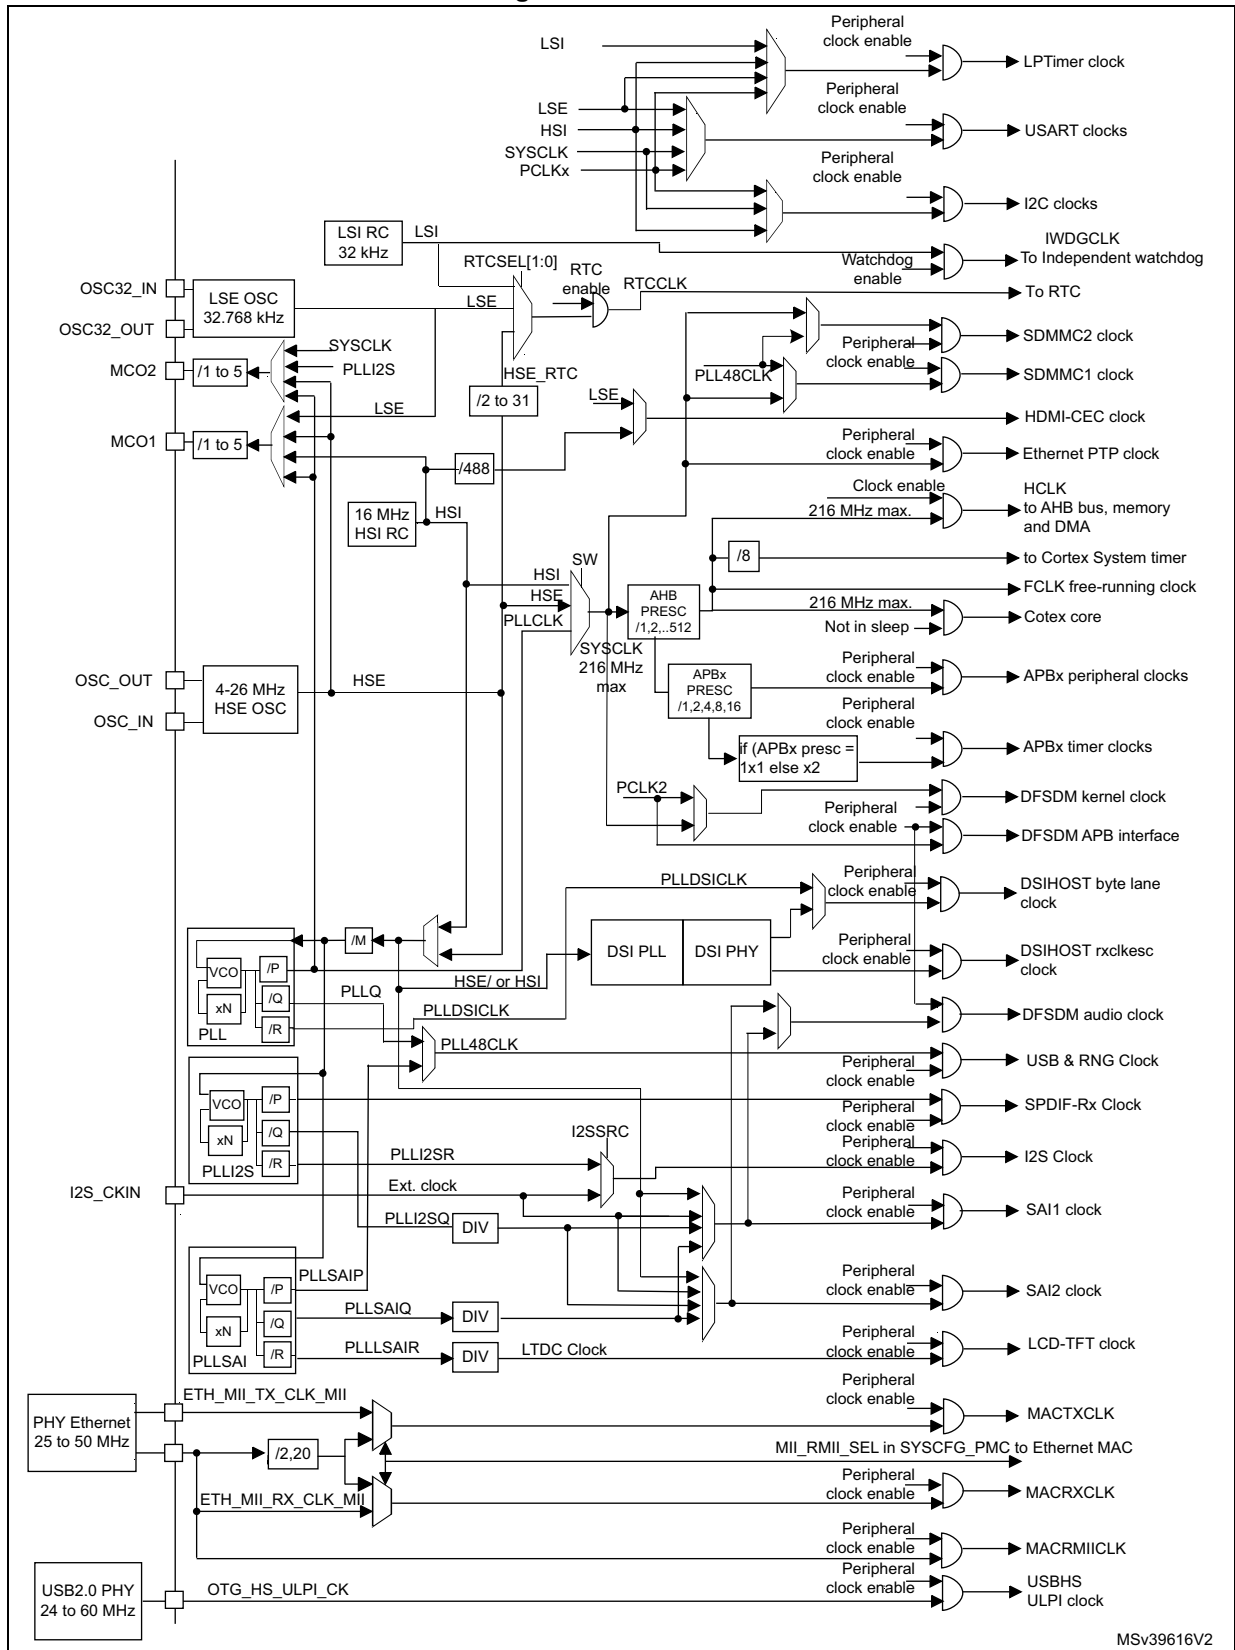 g
Peripheral
clock enable
LSI
LPTimer clock
Peripheral
clock enable
LSE
HSI
USART clocks
SYSCLK
PCLKx
Peripheral
clock enable
I2C clocks
LSI RC
32 kHz
LSI
IWDGCLK
To Independent watchdog
Watchdog
enable
RTCSEL[1:0]
RTC
enable
RTCCLK
To RTC
OSC32_IN
LSE OSC
32.768 kHz
LSE
OSC32_OUT
SDMMC2 clock
Peripheral
clock enable
SYSCLK
MCO2
/1 to 5
PLLI2S
PLL48CLK
SDMMC1 clock
HSE_RTC
/2 to 31
LSE
LSE
HDMI-CEC clock
MCO1
/1 to 5
Peripheral
clock enable
Ethernet PTP clock
/488
Clock enable
HCLK
to AHB bus, memory
and DMA
216 MHz max.
16 MHz
HSI RC
HSI
SW
/8
to Cortex System timer
HSI
HSE
PLLCLK
FCLK free-running clock
AHB
PRESC
/1,2,..512
216 MHz max.
Cotex core
Not in sleep
SYSCLK
216 MHz
max
Peripheral
clock enable
APBx peripheral clocks
APBx
PRESC
/1,2,4,8,16
OSC_OUT
4-26 MHz
HSE OSC
HSE
OSC_IN
Peripheral
clock enable
APBx timer clocks
if (APBx presc =
1x1 else x2
PCLK2
DFSDM kernel clock
Peripheral
clock enable
DFSDM APB interface
PLLDSICLK
Peripheral
clock enable
DSIHOST byte lane
clock
/M
DSI PLL
DSI PHY
Peripheral
clock enable
DSIHOST rxclkesc
clock
VCO
/P
xN
/Q
/R
PLL
PLLQ
HSE/ or HSI
PLLDSICLK
DFSDM audio clock
PLL48CLK
USB & RNG Clock
Peripheral
clock enable
VCO
/P
xN
/Q
/R
PLLI2S
SPDIF-Rx Clock
Peripheral
clock enable
I2SSRC
PLLI2SR
Peripheral
clock enable
I2S Clock
I2S_CKIN
Ext. clock
PLLI2SQ
DIV
Peripheral
clock enable
SAI1 clock
VCO
/P
xN
/Q
/R
PLLSAI
PLLSAIP
Peripheral
clock enable
SAI2 clock
PLLSAIQ
DIV
PLLLSAIR
DIV
LTDC Clock
Peripheral
clock enable
LCD-TFT clock
ETH_MII_TX_CLK_MII
Peripheral
clock enable
MACTXCLK
PHY Ethernet
25 to 50 MHz
/2,20
MII_RMII_SEL in SYSCFG_PMC to Ethernet MAC
Peripheral
clock enable
MACRXCLK
ETH_MII_RX_CLK_MII
Peripheral
clock enable
MACRMIICLK
USB2.0 PHY
24 to 60 MHz
OTG_HS_ULPI_CK
Peripheral
clock enable
USBHS
ULPI clock
MSv39616V2